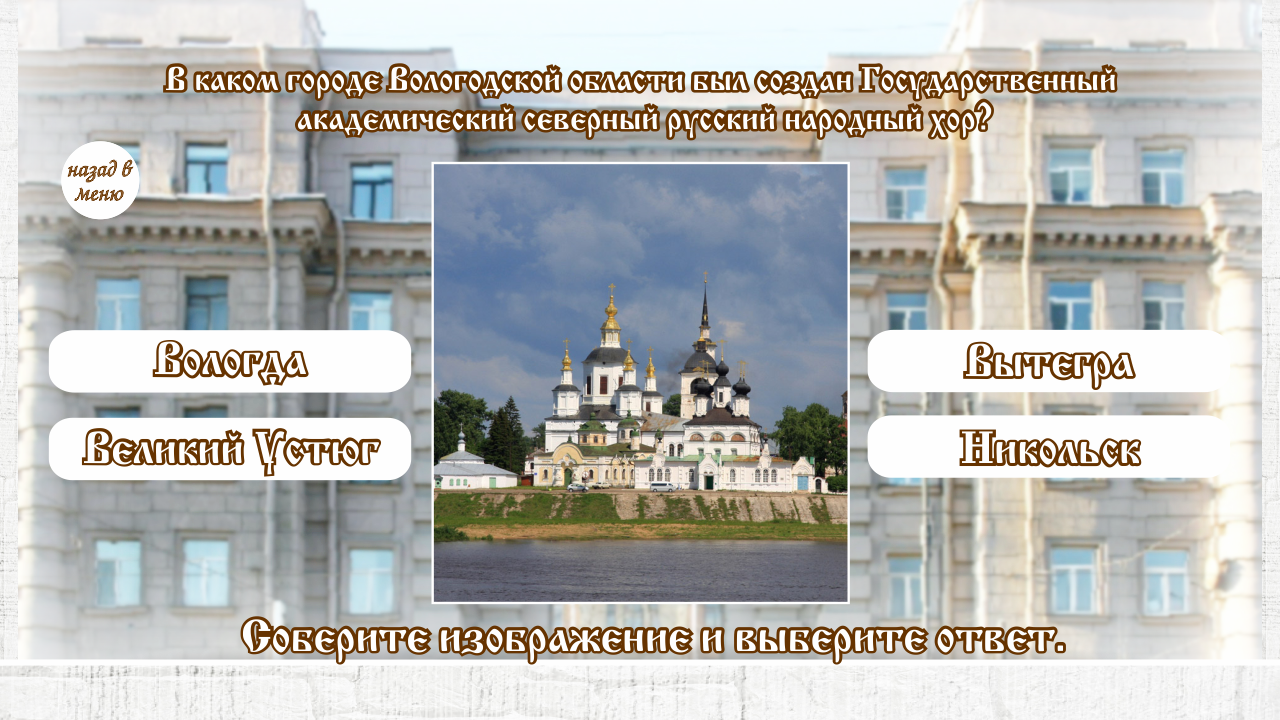 В каком городе Вологодской области был создан Государственный
академический северный русский народный хор?
назад в
меню
Вологда
Великий Устюг
Вытегра
Никольск
Соберите изображение и выберите ответ.